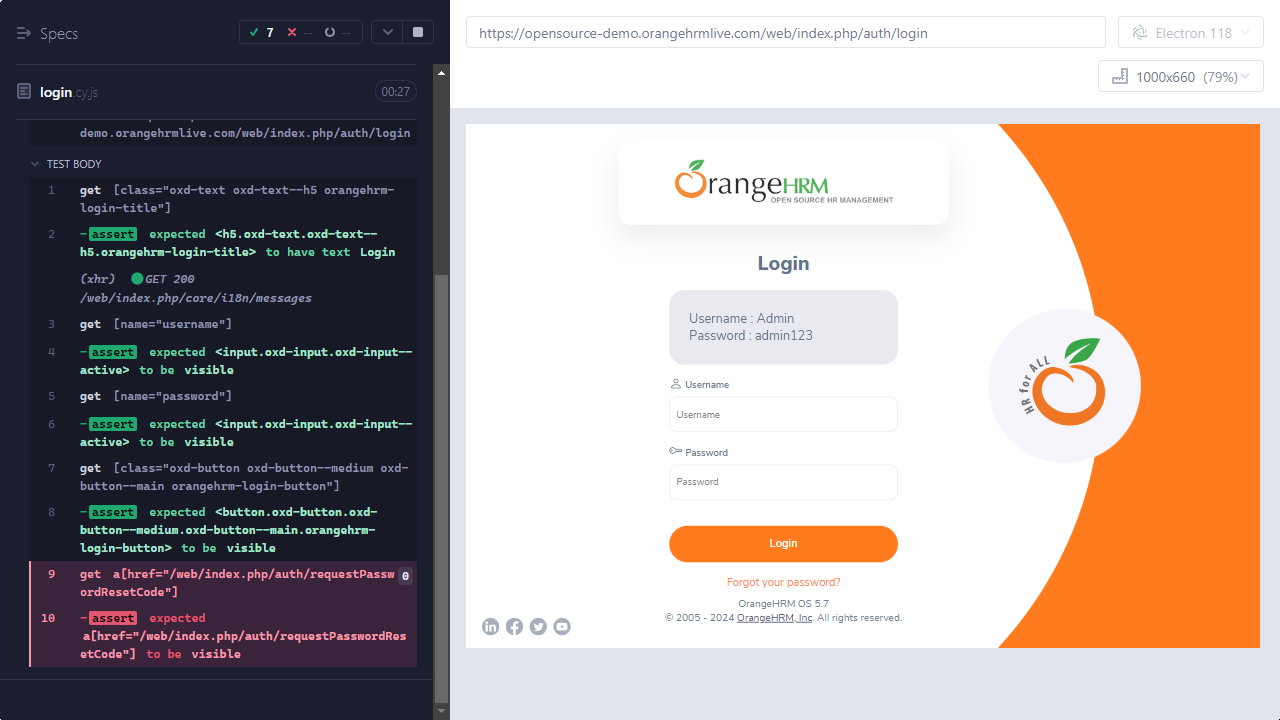 Specs
7
--
--
login.cy.js
00:27
demo.orangehrmlive.com/web/index.php/auth/login
TEST BODY
1 get [class="oxd-text oxd-text--h5 orangehrm-
login-title"]
2 -assert expected <h5.oxd-text.oxd-text--
h5.orangehrm-login-title> to have text Login
(xhr) GET 200
/web/index.php/core/i18n/messages
3 get [name="username"]
4 -assert expected <input.oxd-input.oxd-input--
active> to be visible
5 get [name="password"]
6 -assert expected <input.oxd-input.oxd-input--
active> to be visible
7 get [class="oxd-button oxd-button--medium oxd-
button--main orangehrm-login-button"]
8 -assert expected <button.oxd-button.oxd-
button--medium.oxd-button--main.orangehrm-
login-button> to be visible
9 get a[href="/web/index.php/auth/requestPassw 0
ordResetCode"]
10 -assert expected
a[href="/web/index.php/auth/requestPasswordRes
etCode"] to be visible
https://opensource-demo.orangehrmlive.com/web/index.php/auth/login
Electron 118
1000x660 (79%)
OrangeHRM
OPEN SOURCE HR MANAGEMENT
Login
Username : Admin
Password : admin123
Username
Username
Password
Password
Login
Forgot your password?
OrangeHRM OS 5.7
© 2005 - 2024 OrangeHRM, Inc. All rights reserved.
HR for ALL